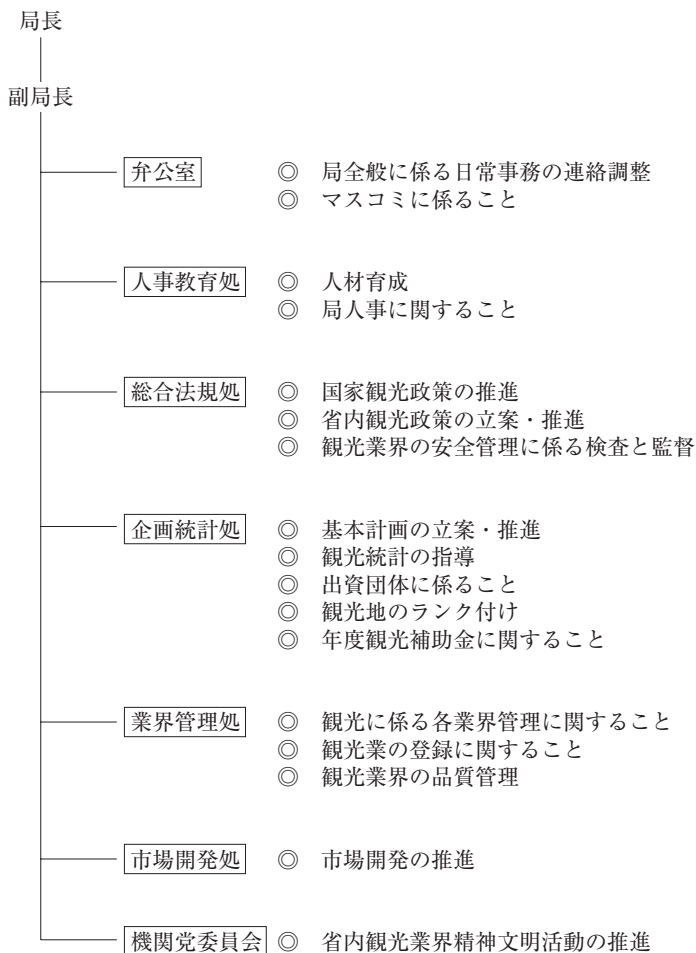 局長
副局長
弁公室 ◎ 局全般に係る日常事務の連絡調整
◎ マスコミに係ること
人事教育処 ◎ 人材育成
◎ 局人事に関すること
総合法規処 ◎ 国家観光政策の推進
◎ 省内観光政策の立案・推進
◎ 観光業界の安全管理に係る検査と監督
企画統計処 ◎ 基本計画の立案・推進
◎ 観光統計の指導
◎ 出資団体に係ること
◎ 観光地のランク付け
◎ 年度観光補助金に関すること
業界管理処 ◎ 観光に係る各業界管理に関すること
◎ 観光業の登録に関すること
◎ 観光業界の品質管理
市場開発処 ◎ 市場開発の推進
機関党委員会 ◎ 省内観光業界精神文明活動の推進